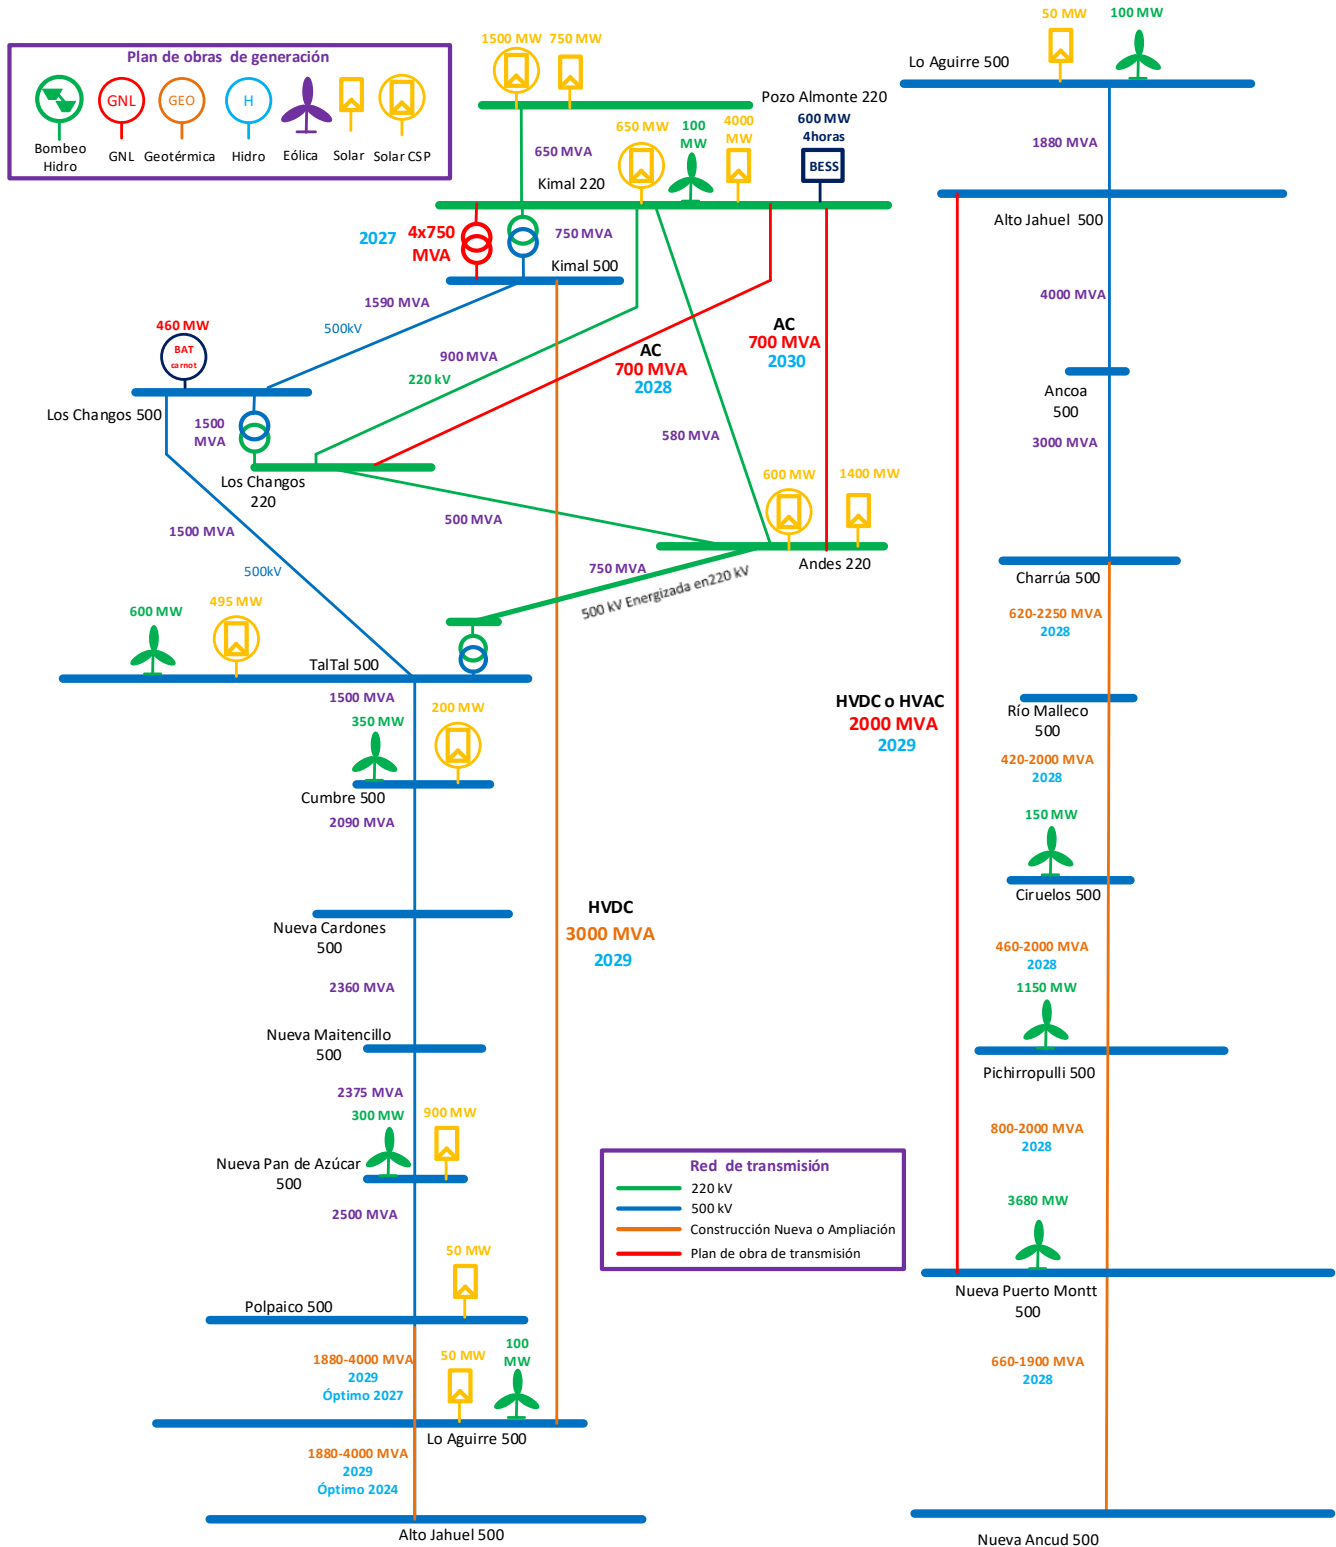 Plan de obras de generación
GNL
GEO
H
Bombeo
Hidro
GNL
Geotérmica
Hidro
Eólica
Solar
Solar CSP
1500 MW
750 MW
Pozo Almonte 220
650 MVA
Kimal 220
650 MW
100
MW
4000
MW
600 MW
4horas
BESS
2027
4x750
MVA
750 MVA
Kimal 500
1590 MVA
500kV
460 MW
BAT
carnot
Los Changos 500
1500
MVA
900 MVA
220 kV
AC
700 MVA
2028
AC
700 MVA
2030
580 MVA
Los Changos
220
500 MVA
600 MW
1400 MW
Andes 220
1500 MVA
500kV
750 MVA
500 kV Energizada en220 kV
600 MW
495 MW
TalTal 500
1500 MVA
350 MW
200 MW
Cumbre 500
2090 MVA
Nueva Cardones
500
2360 MVA
HVDC
3000 MVA
2029
Nueva Maitencillo
500
2375 MVA
300 MW
900 MW
Nueva Pan de Azúcar
500
2500 MVA
50 MW
Polpaico 500
1880-4000 MVA
2029
Óptimo 2027
50 MW
100
MW
Lo Aguirre 500
1880-4000 MVA
2029
Óptimo 2024
Alto Jahuel 500
Red de transmisión
220 kV
500 kV
Construcción Nueva o Ampliación
Plan de obra de transmisión
50 MW
100 MW
Lo Aguirre 500
1880 MVA
Alto Jahuel 500
4000 MVA
Ancoa
500
3000 MVA
Charrúa 500
620-2250 MVA
2028
HVDC o HVAC
2000 MVA
2029
Río Malleco
500
420-2000 MVA
2028
150 MW
Ciruelos 500
460-2000 MVA
2028
1150 MW
Pichirropulli 500
800-2000 MVA
2028
3680 MW
Nueva Puerto Montt
500
660-1900 MVA
2028
Nueva Ancud 500